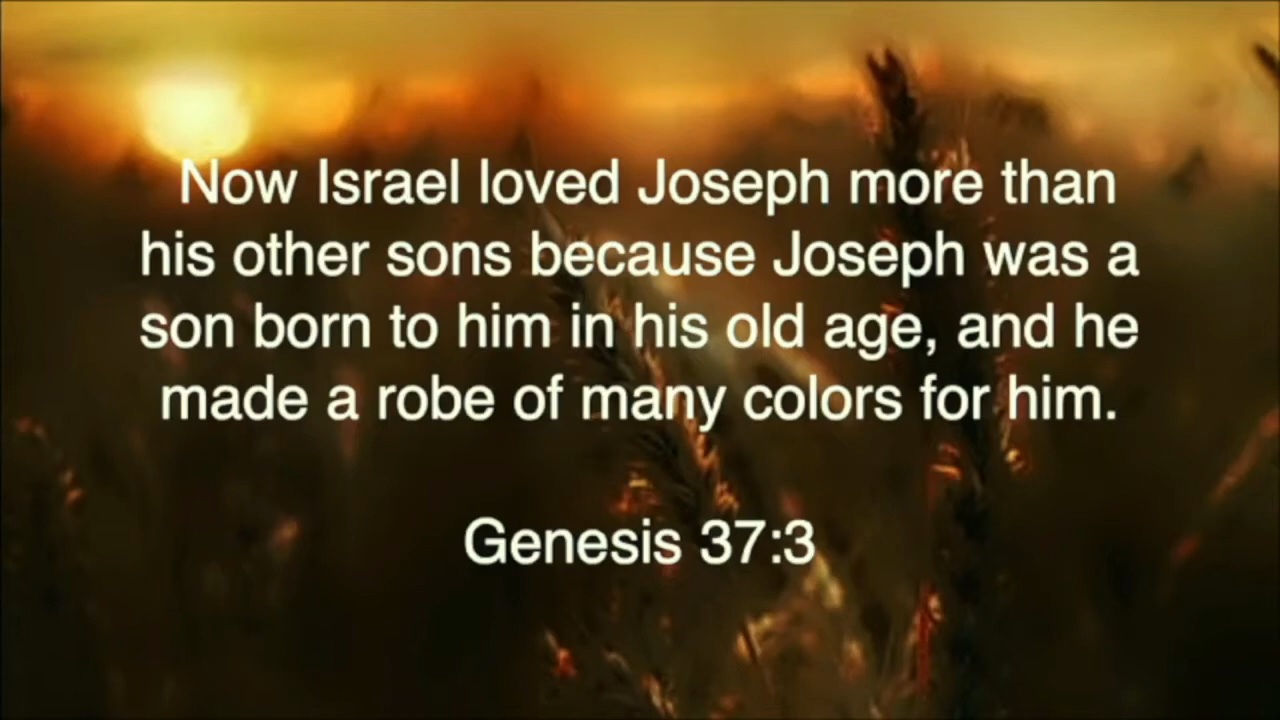 Now Israel loved Joseph more than
his other sons because Joseph was a
son born to him in his old age, and he
made a robe of many colors for him.
Genesis 37:3